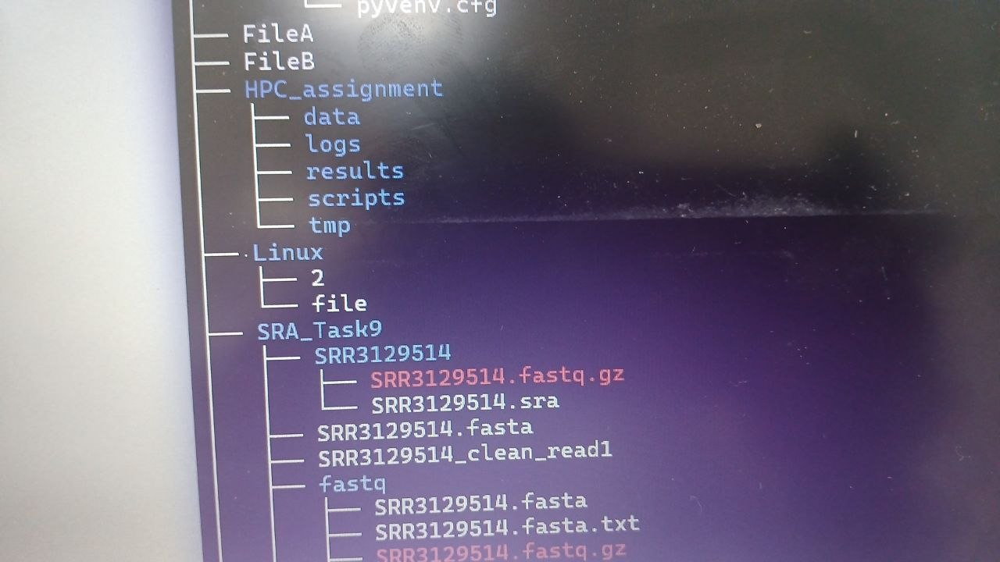 pyvenv.cfg
FileA
FileB
HPC_assignment
data
logs
results
scripts
tmp
Linux
2
file
SRA_Task9
SRR3129514
SRR3129514.fastq.gz
SRR3129514.sra
SRR3129514.fasta
SRR3129514_clean_read1
fastq
SRR3129514.fasta
SRR3129514.fasta.txt
SRR3129514.fastq.gz